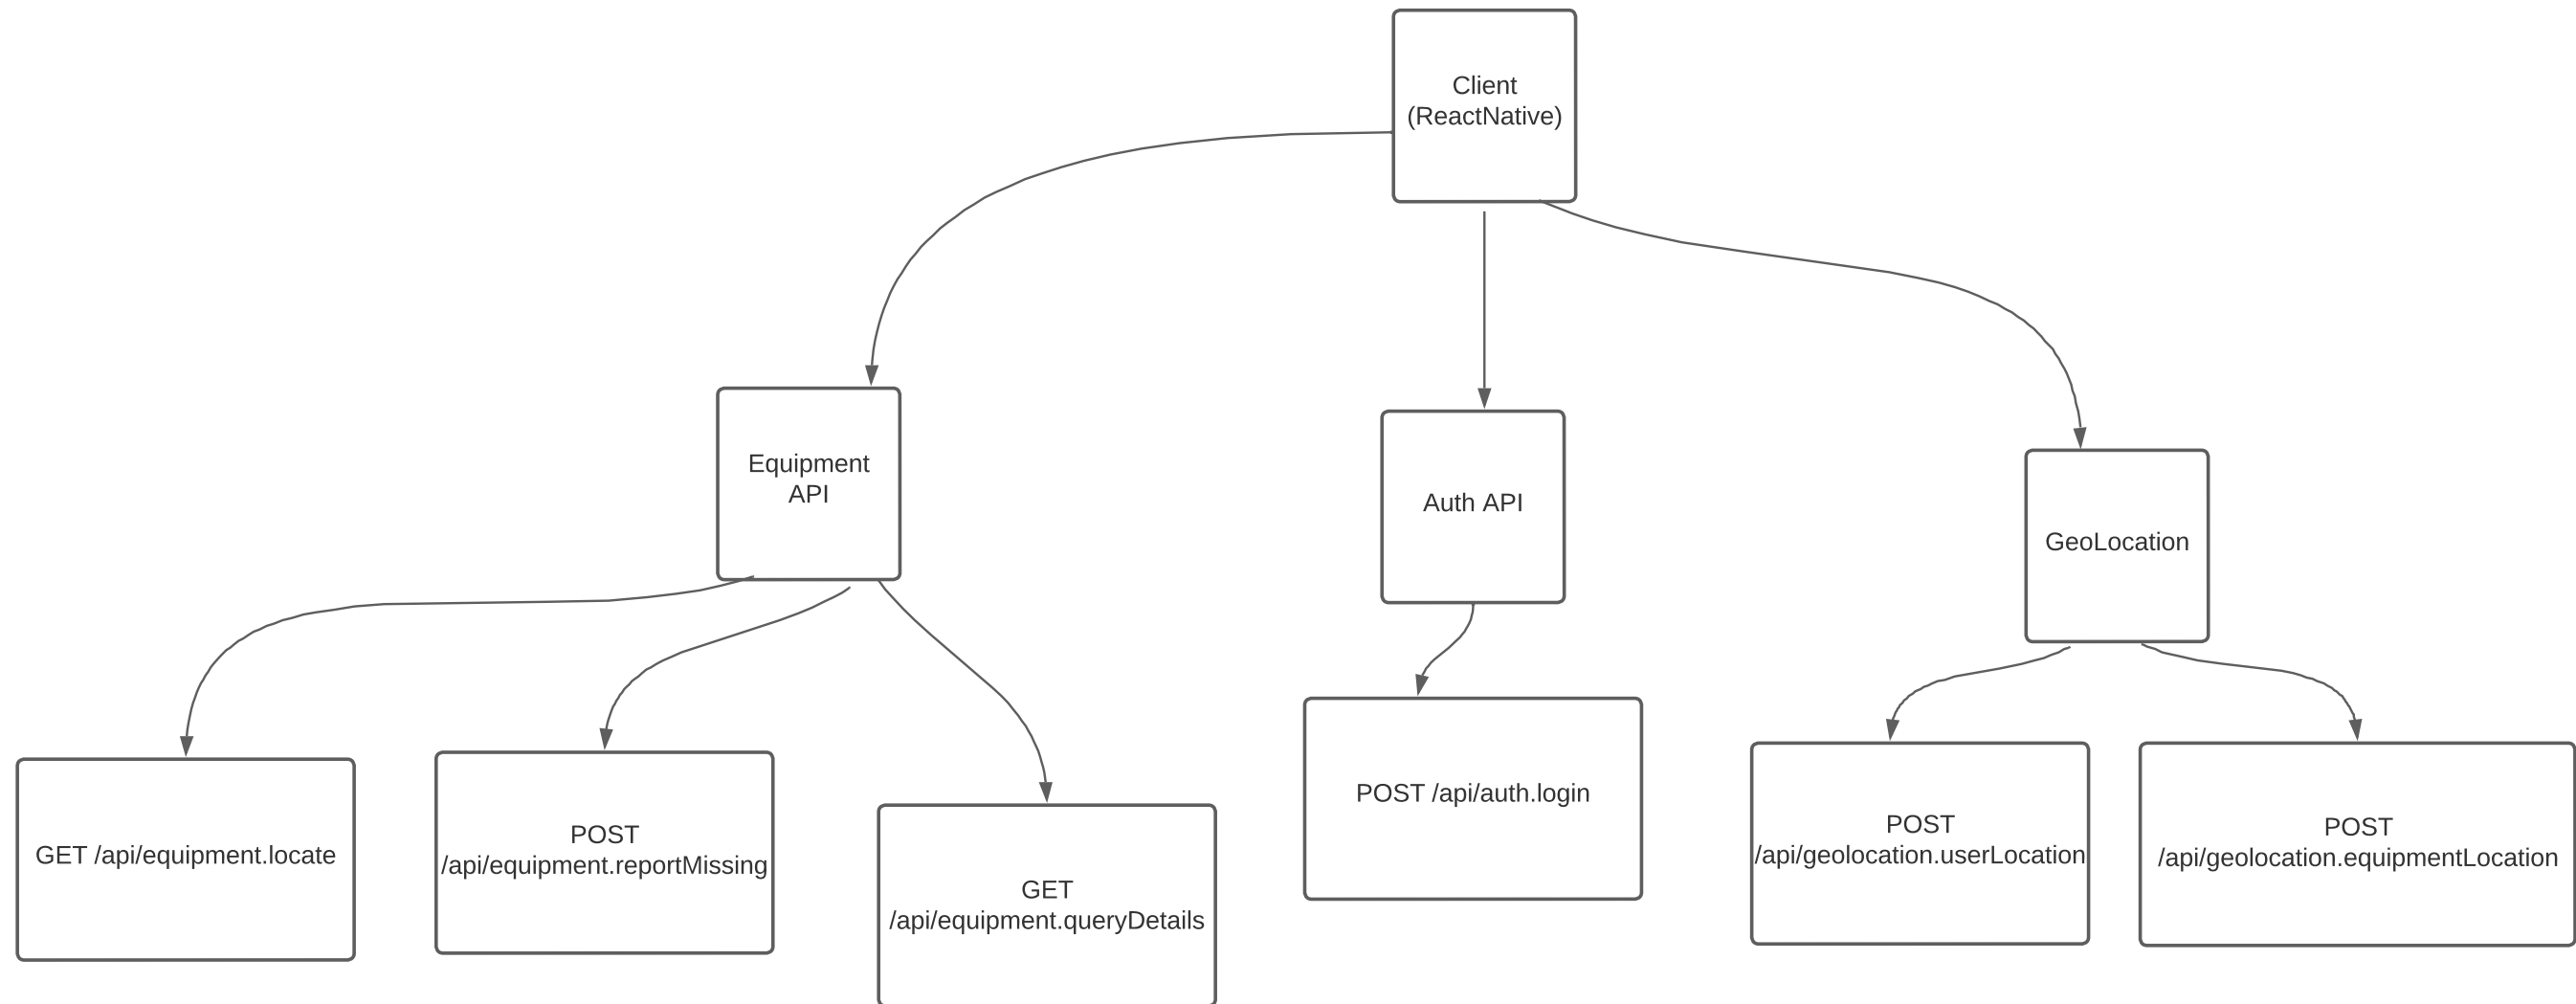 Client
(ReactNative)
Equipment
API
Auth API
GeoLocation
GET /api/equipment.locate
POST
/api/equipment.reportMissing
GET
/api/equipment.queryDetails
POST /api/auth.login
POST
/api/geolocation.userLocation
POST
/api/geolocation.equipmentLocation